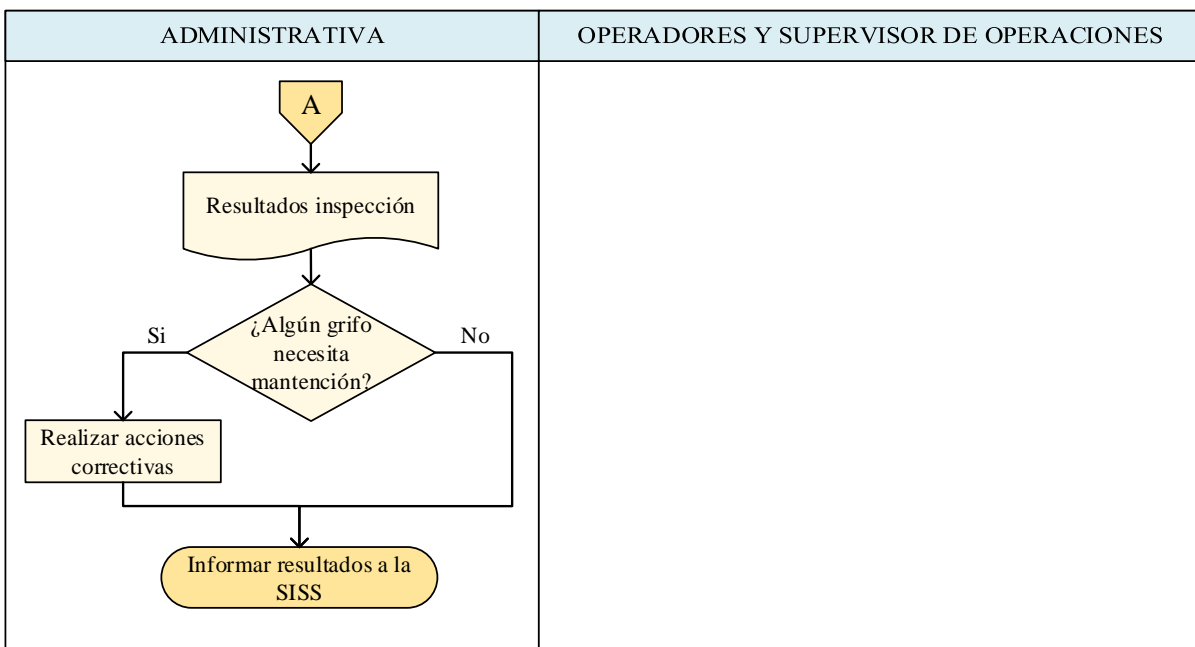 ADMINISTRATIVA
OPERADORES Y SUPERVISOR DE OPERACIONES
A
Resultados inspección
¿Algún grifo
necesita
mantención?
Si
No
Realizar acciones
correctivas
Informar resultados a la
SISS